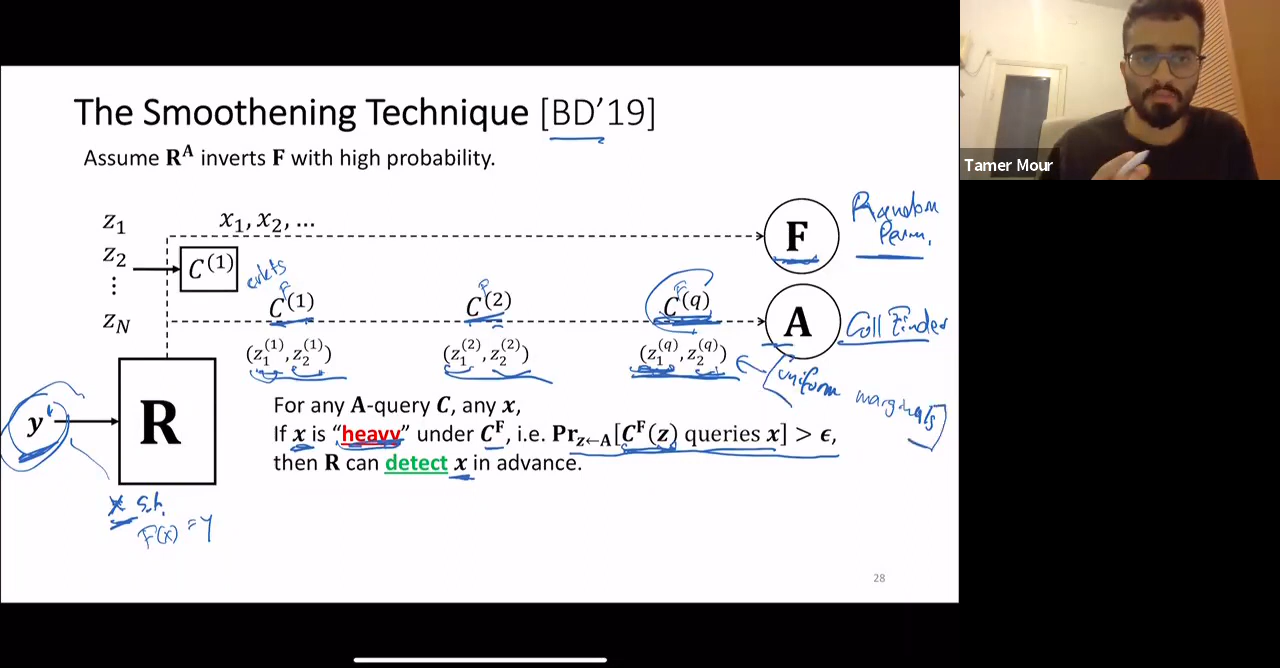 The Smoothening Technique [BD’19]
Assume R^A inverts F with high probability.
z_1
x_1, x_2, …
z_2
C^(1)
⋮
z_N
F
Random
Perm.
C^F(1)
C^F(2)
C^F(q)
A
Coll Finder
(z_1^(1), z_2^(1))
(z_1^(2), z_2^(2))
(z_1^(q), z_2^(q))
uniform marginals
y
R
For any A-query C, any x,
If x is “heavy” under C^F, i.e. Pr_{z←A}[C^F(z) queries x] > ϵ,
then R can detect x in advance.
x s.t.
F(x) = y
28
Tamer Mour